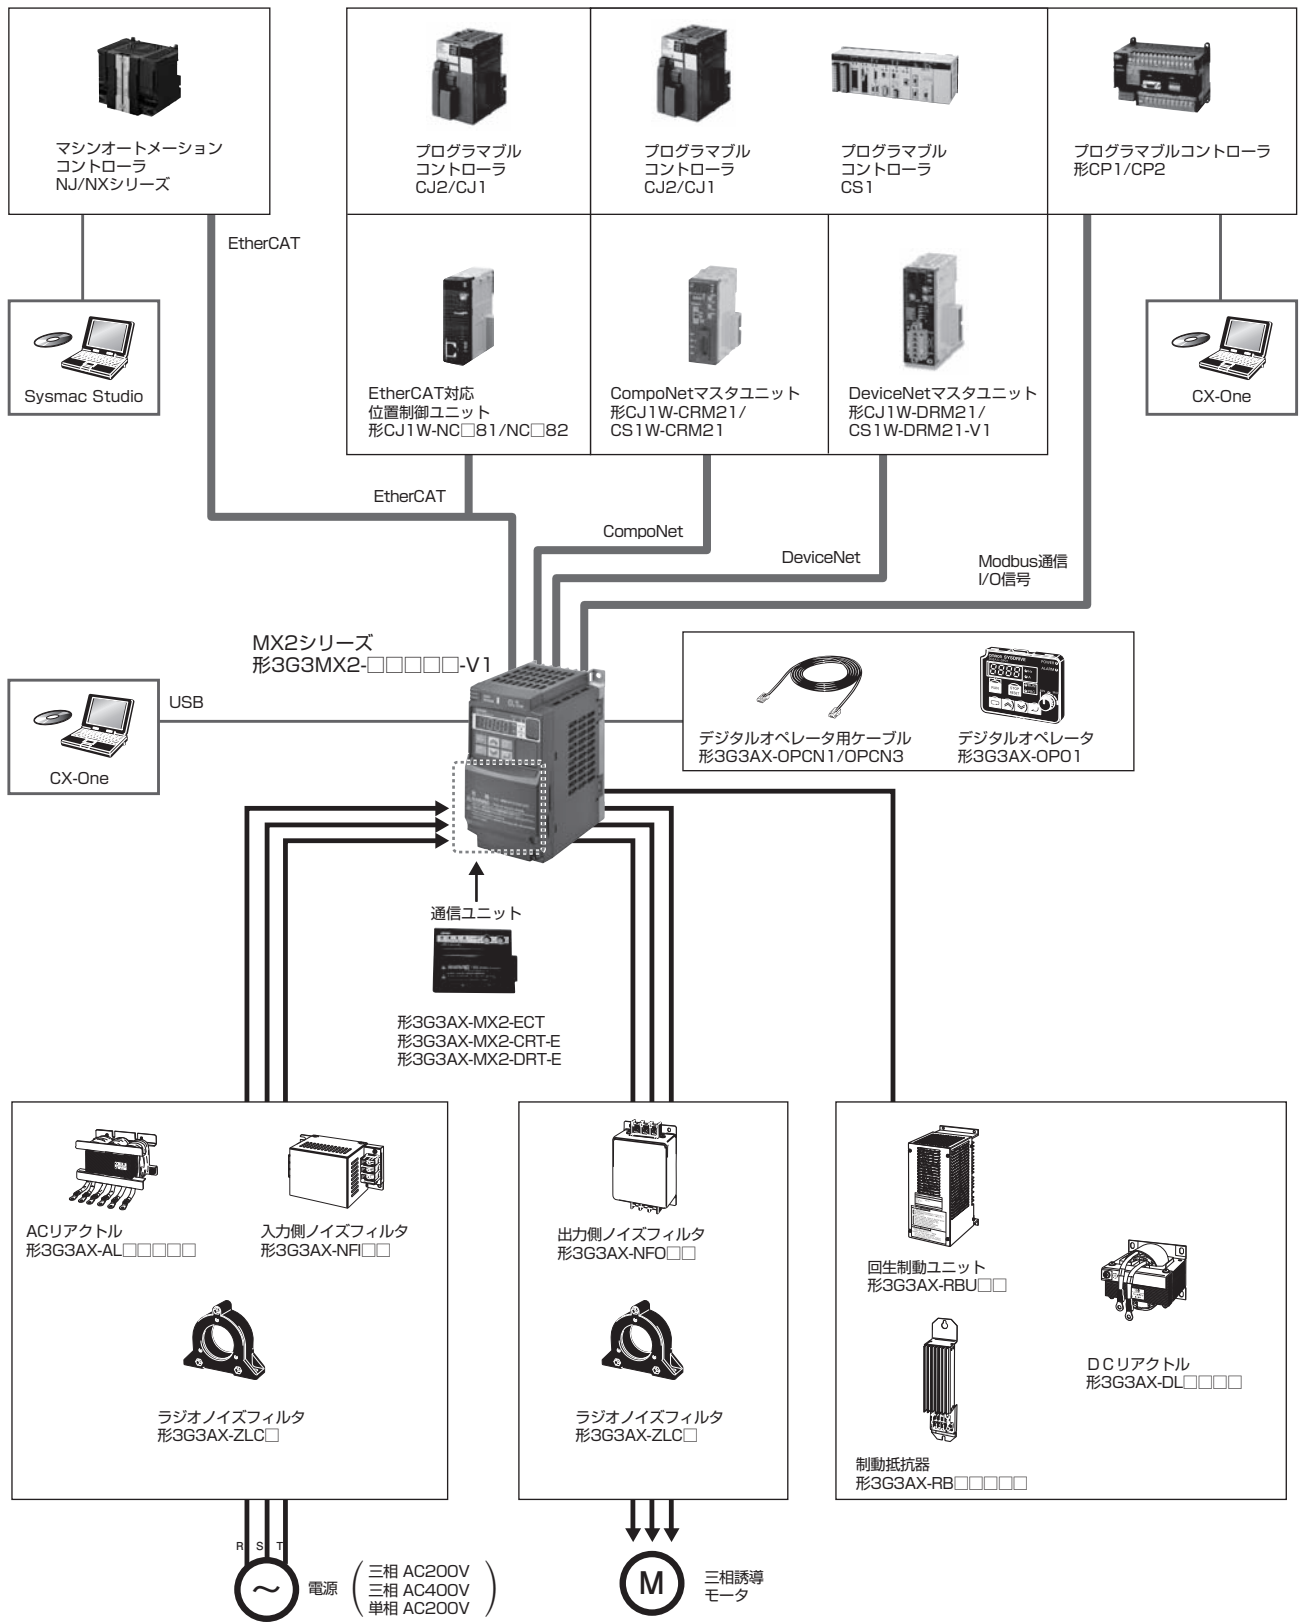 マシンオートメーション
コントローラ
NJ/NXシリーズ
プログラマブル
コントローラ
CJ2/CJ1
プログラマブル
コントローラ
CJ2/CJ1
プログラマブル
コントローラ
CS1
プログラマブルコントローラ
形CP1/CP2
EtherCAT
Sysmac Studio
EtherCAT対応
位置制御ユニット
形CJ1W-NC□81/NC□82
CompoNetマスタユニット
形CJ1W-CRM21/
CS1W-CRM21
DeviceNetマスタユニット
形CJ1W-DRM21/
CS1W-DRM21-V1
CX-One
EtherCAT
CompoNet
DeviceNet
Modbus通信
I/O信号
MX2シリーズ
形3G3MX2-□□□□□-V1
USB
CX-One
デジタルオペレータ用ケーブル
形3G3AX-OPCN1/OPCN3
デジタルオペレータ
形3G3AX-OP01
通信ユニット
形3G3AX-MX2-ECT
形3G3AX-MX2-CRT-E
形3G3AX-MX2-DRT-E
ACリアクトル
形3G3AX-AL□□□□□
入力側ノイズフィルタ
形3G3AX-NFI□□
ラジオノイズフィルタ
形3G3AX-ZLC□
出力側ノイズフィルタ
形3G3AX-NFO□□
ラジオノイズフィルタ
形3G3AX-ZLC□
回生制動ユニット
形3G3AX-RBU□□
DCリアクトル
形3G3AX-DL□□□□
制動抵抗器
形3G3AX-RB□□□□□
R S T
電源
三相 AC200V
三相 AC400V
単相 AC200V
M
三相誘導
モータ